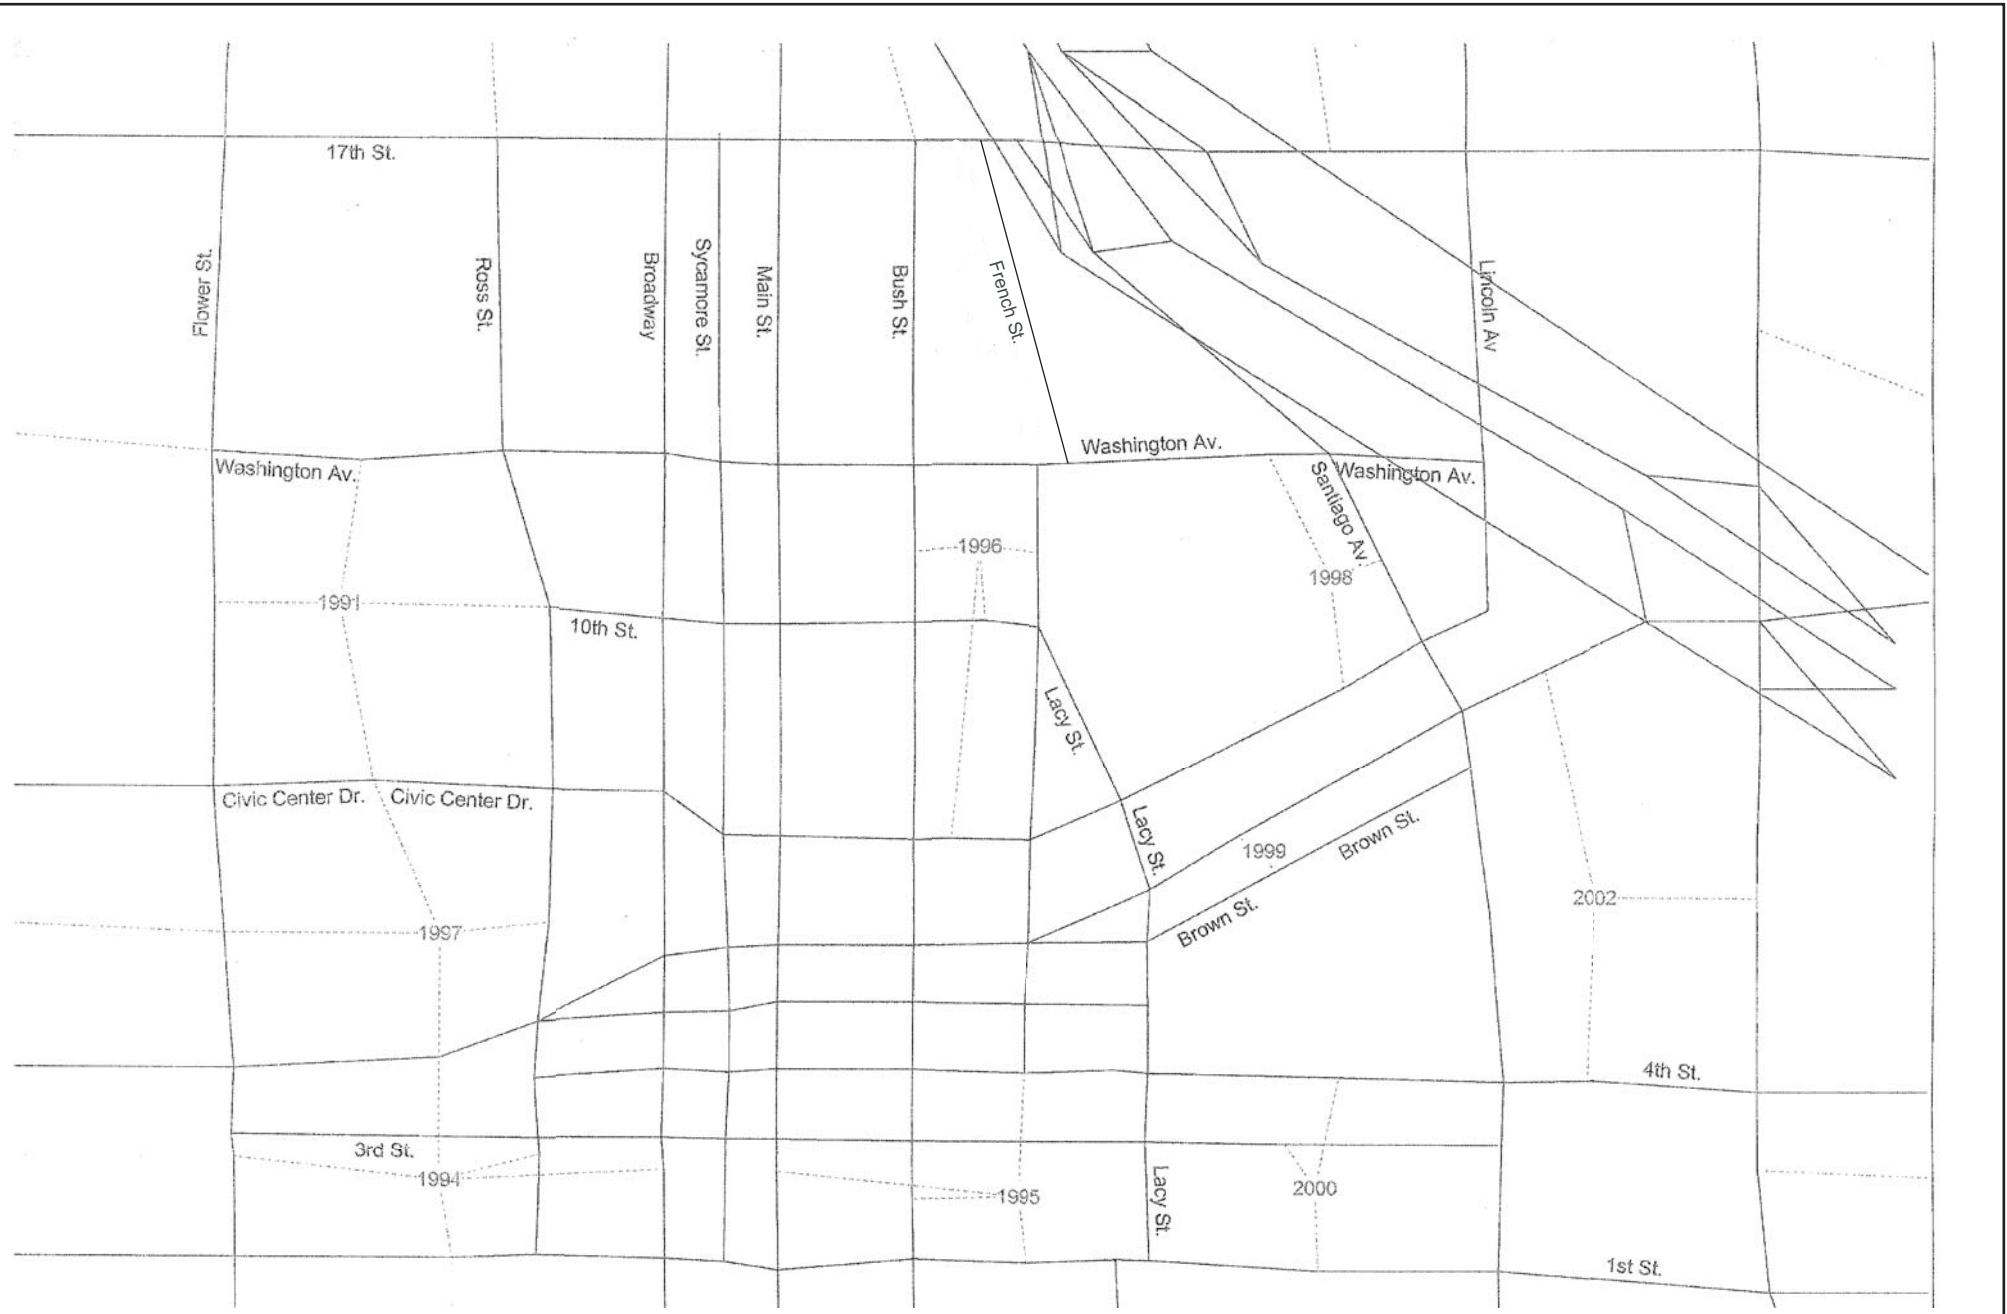 17th St.
Flower St.
Ross St.
Broadway
Sycamore St.
Main St.
Bush St.
French St.
Lincoln Av
Washington Av.
Washington Av.
Washington Av.
Santiago Av.
1996
1998
1991
10th St.
Lacy St.
Civic Center Dr.
Civic Center Dr.
Lacy St.
Brown St.
1999
Brown St.
2002
1997
4th St.
3rd St.
1994
1995
Lacy St.
2000
1st St.